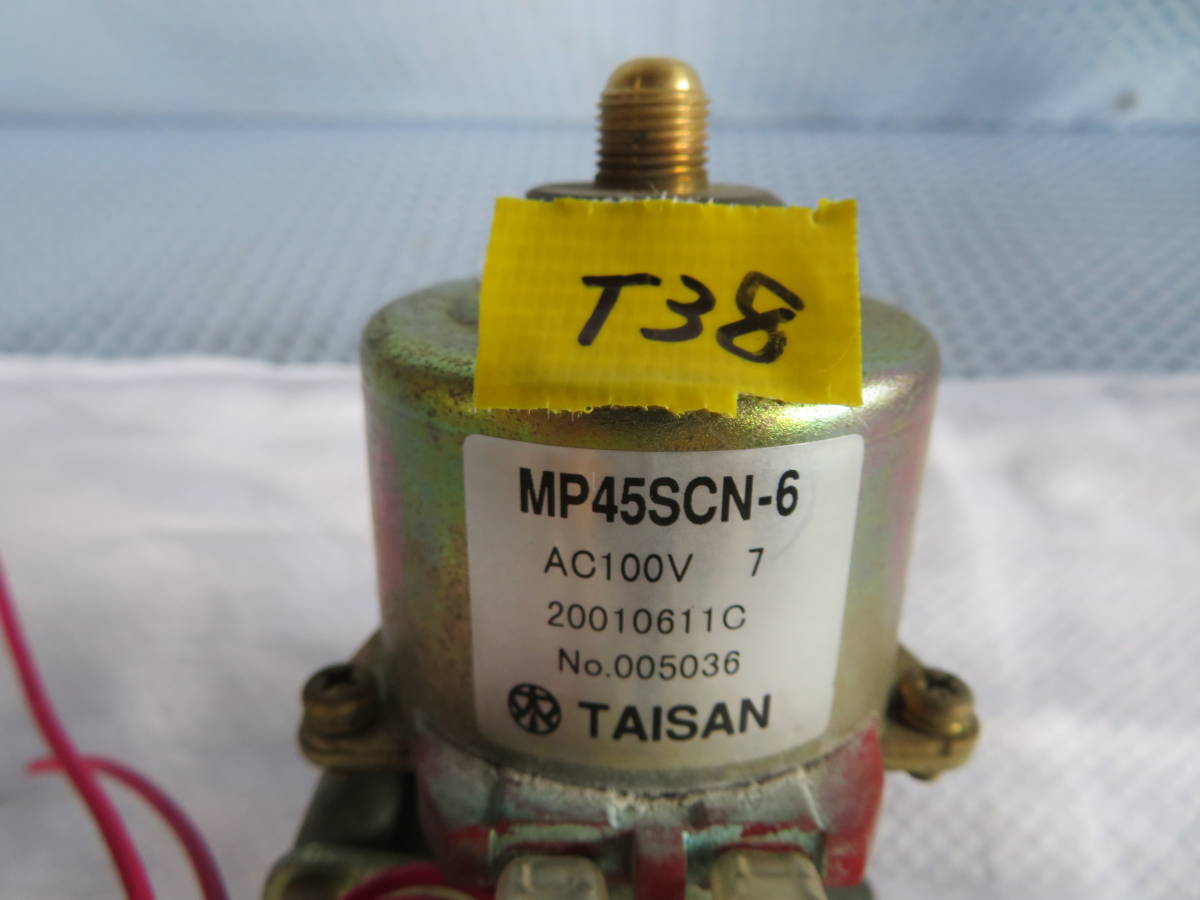 T38
MP45SCN-6
AC100V 7
20010611C
No.005036
TAISAN